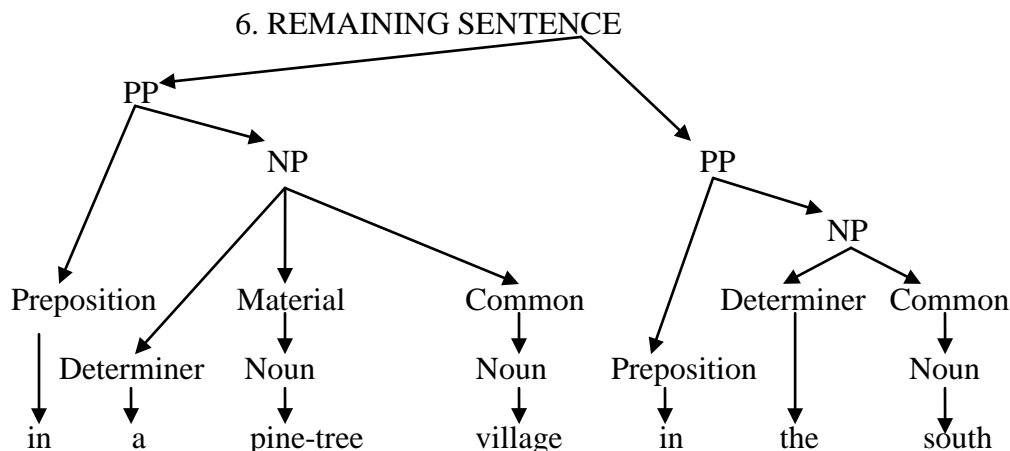 6. REMAINING SENTENCE
PP
NP PP
NP
Preposition Material Common Determiner Common
Determiner Noun Noun Preposition Noun
in a pine-tree village in the south